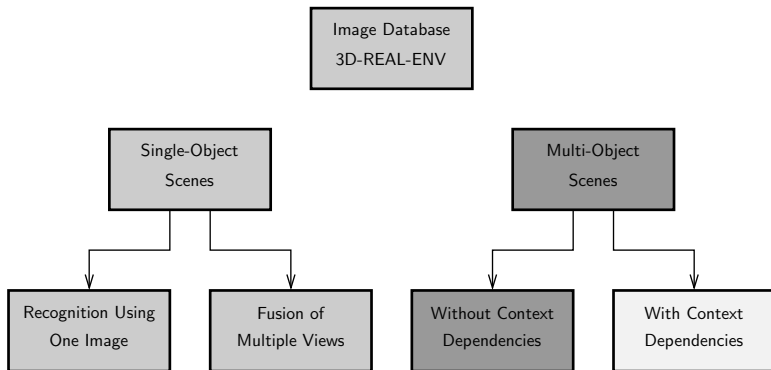 Image Database
3D-REAL-ENV
Single-Object
Scenes
Multi-Object
Scenes
Recognition Using
One Image
Fusion of
Multiple Views
Without Context
Dependencies
With Context
Dependencies